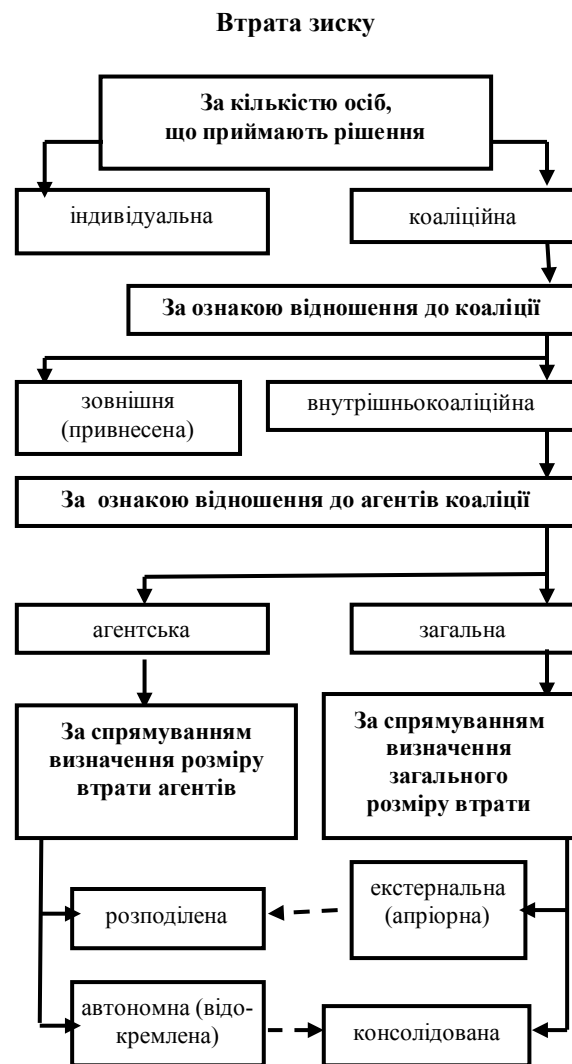 Втрата зиску
За кількістю осіб,
що приймають рішення
індивідуальна
коаліційна
За ознакою відношення до коаліції
зовнішня
(привнесена)
внутрішньокоаліційна
За ознакою відношення до агентів коаліції
агентська
загальна
За спрямуванням
визначення розміру
втрати агентів
За спрямуванням
визначення
загального
розміру втрати
розподілена
екстернальна
(апріорна)
автономна (відо-
кремлена)
консолідована